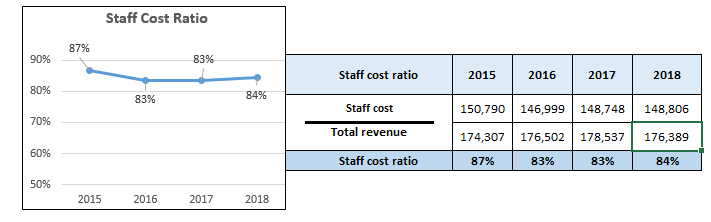 Staff Cost Ratio
87%
83%
83%
84%
90%
80%
70%
60%
50%
2015 2016 2017 2018
Staff cost ratio 2015 2016 2017 2018
Staff cost 150,790 146,999 148,748 148,806
Total revenue 174,307 176,502 178,537 176,389
Staff cost ratio 87% 83% 83% 84%